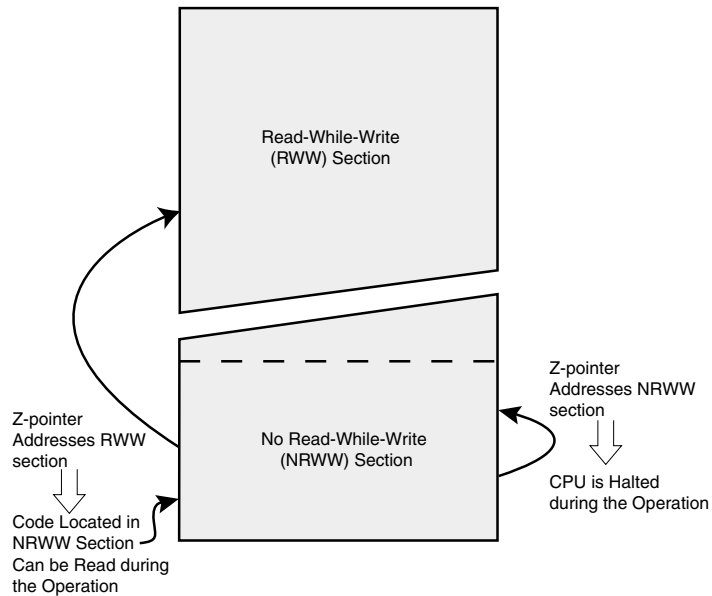 Read-While-Write
(RWW) Section
Z-pointer
Addresses NRWW
section
Z-pointer
Addresses RWW
section
No Read-While-Write
(NRWW) Section
CPU is Halted
during the Operation
Code Located in
NRWW Section
Can be Read during
the Operation